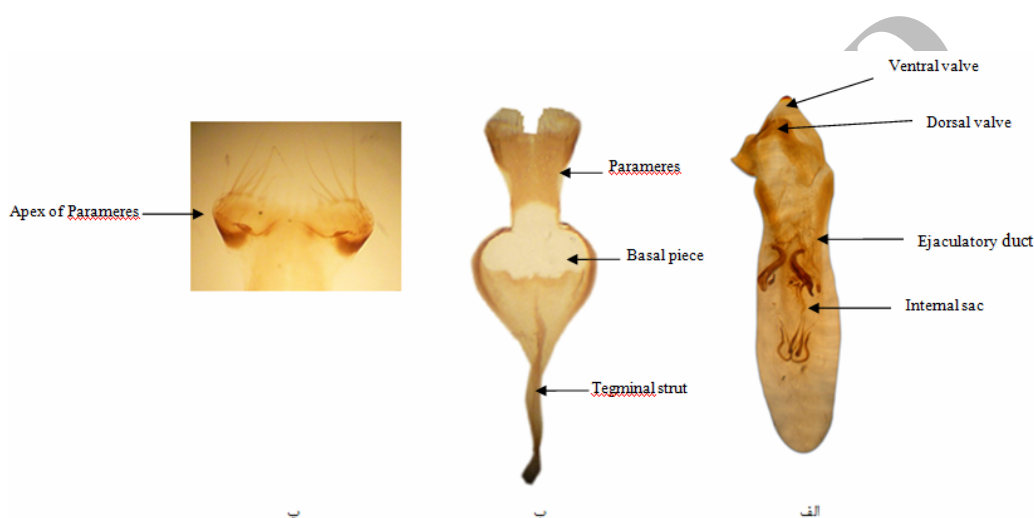 Ventral valve
Dorsal valve
Parameres
Apex of Parameres
Ejaculatory duct
Basal piece
Internal sac
Tegminal strut
الف
ب
پ